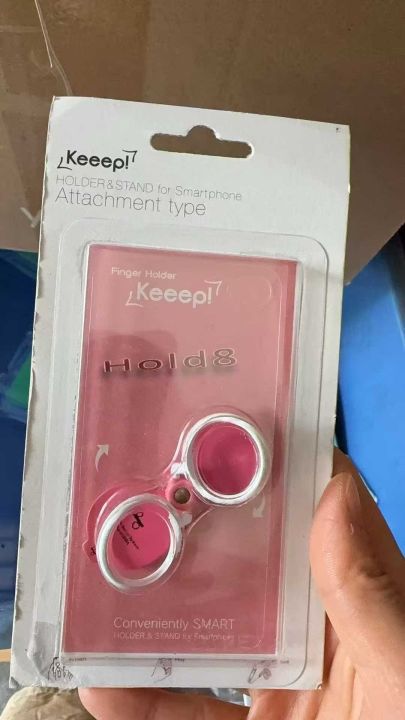 Keeep!
HOLDER & STAND for Smartphone
Attachment type
Finger Holder
Keeep!
Hold8
Conveniently SMART
HOLDER & STAND for Smartphone